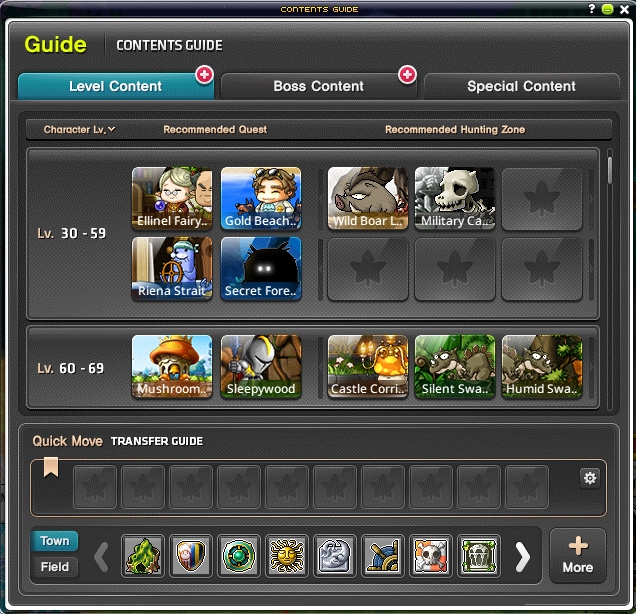 CONTENTS GUIDE
Guide CONTENTS GUIDE
Level Content Boss Content Special Content
Character Lv. Recommended Quest Recommended Hunting Zone
Lv. 30 - 59
Ellinel Fairy.. Gold Beach.. Wild Boar L.. Military Ca..
Riena Strait Secret Fore..
Lv. 60 - 69
Mushroom.. Sleepywood Castle Corri.. Silent Swa.. Humid Swa..
Quick Move TRANSFER GUIDE
Town
Field
More